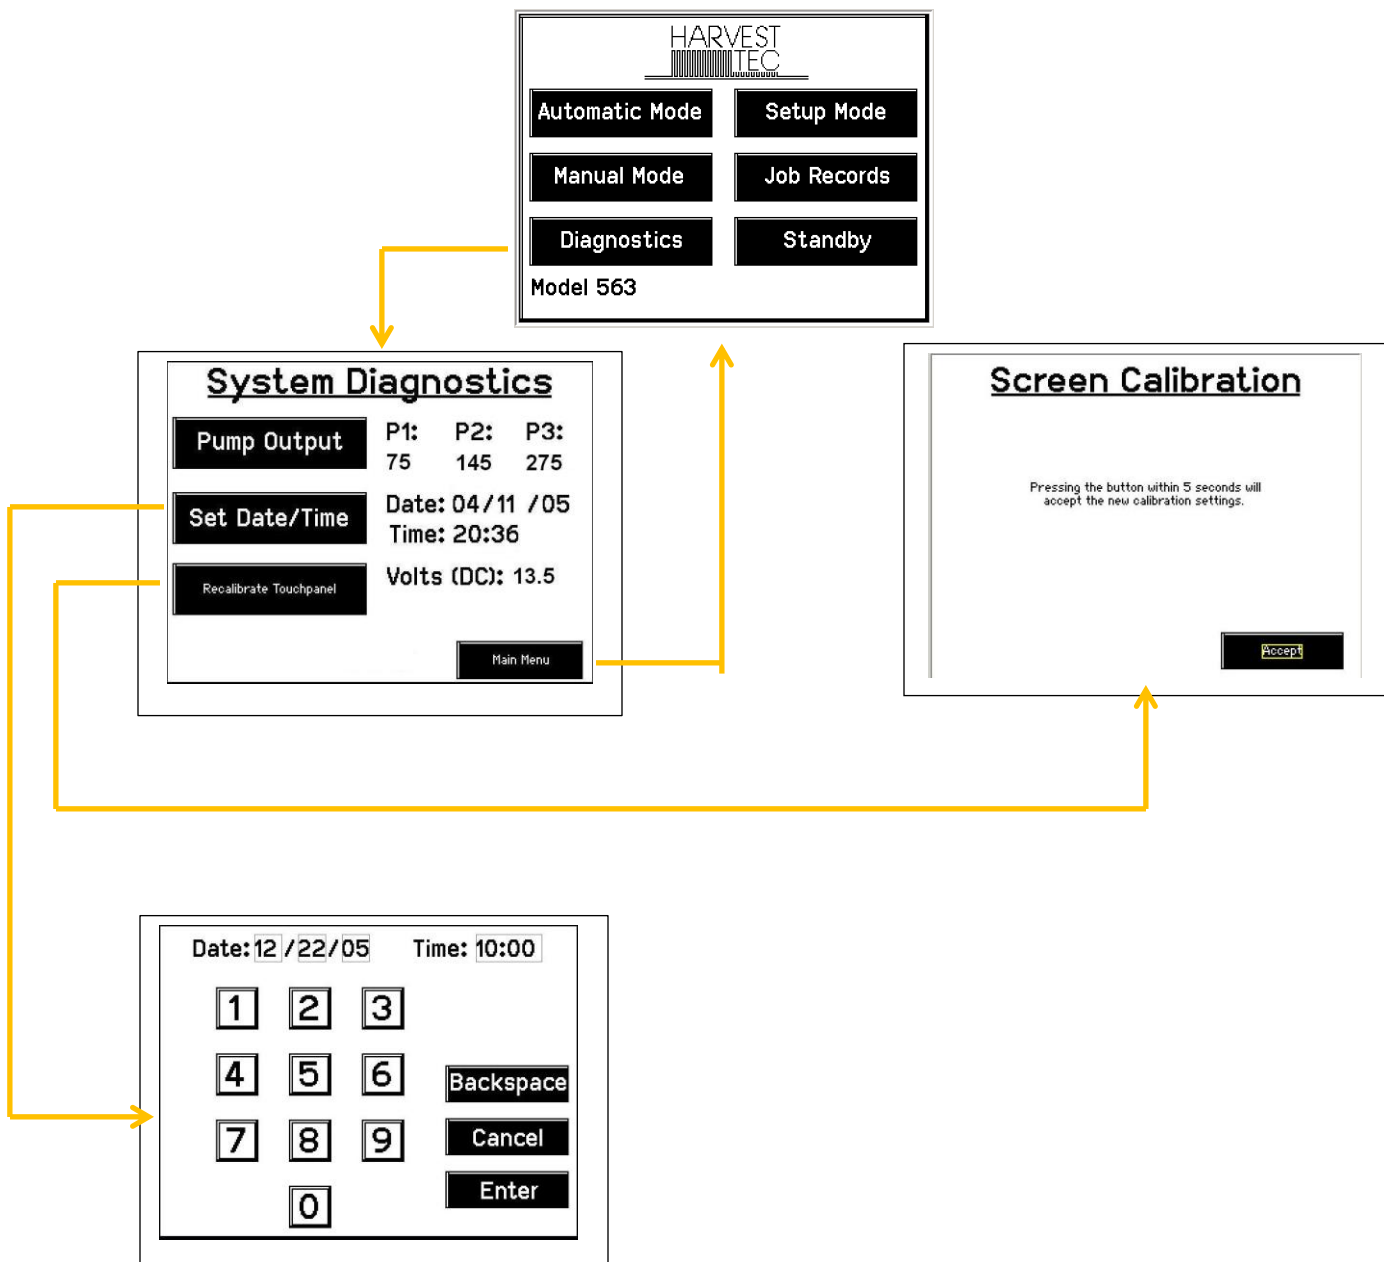 HARVEST
TEC
Automatic Mode
Setup Mode
Manual Mode
Job Records
Diagnostics
Standby
Model 563
System Diagnostics
Pump Output
P1: P2: P3:
75 145 275
Set Date/Time
Date: 04/11 /05
Time: 20:36
Recalibrate Touchpanel
Volts (DC): 13.5
Main Menu
Screen Calibration
Pressing the button within 5 seconds will
accept the new calibration settings.
Accept
Date: 12 /22/05 Time: 10:00
1 2 3
4 5 6
Backspace
7 8 9
Cancel
Enter
0